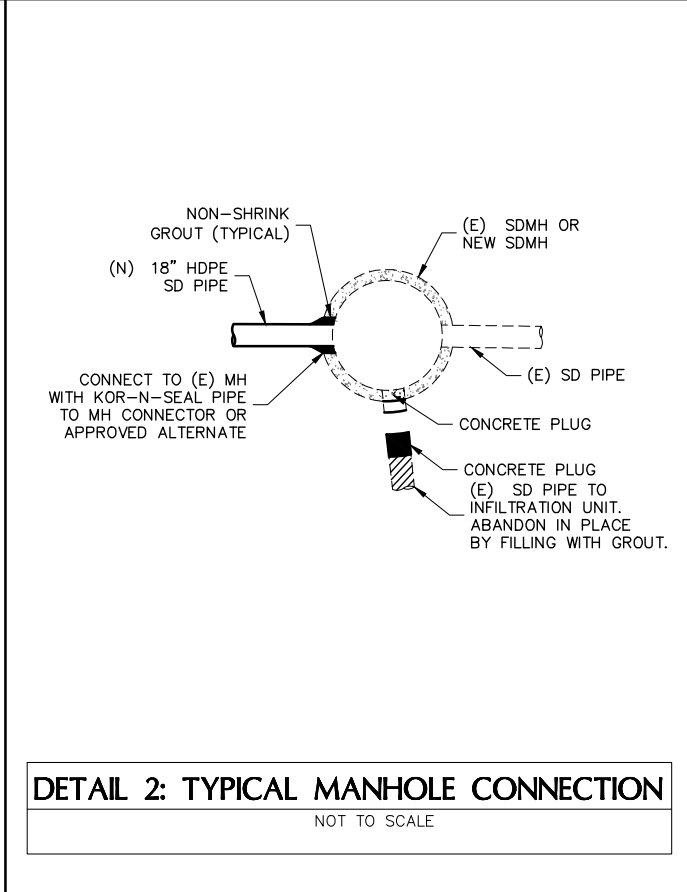 NON-SHRINK
GROUT (TYPICAL)
(E) SDMH OR
NEW SDMH
(N) 18" HDPE
SD PIPE
(E) SD PIPE
CONNECT TO (E) MH
WITH KOR-N-SEAL PIPE
TO MH CONNECTOR OR
APPROVED ALTERNATE
CONCRETE PLUG
CONCRETE PLUG
(E) SD PIPE TO
INFILTRATION UNIT.
ABANDON IN PLACE
BY FILLING WITH GROUT.
DETAIL 2: TYPICAL MANHOLE CONNECTION
NOT TO SCALE